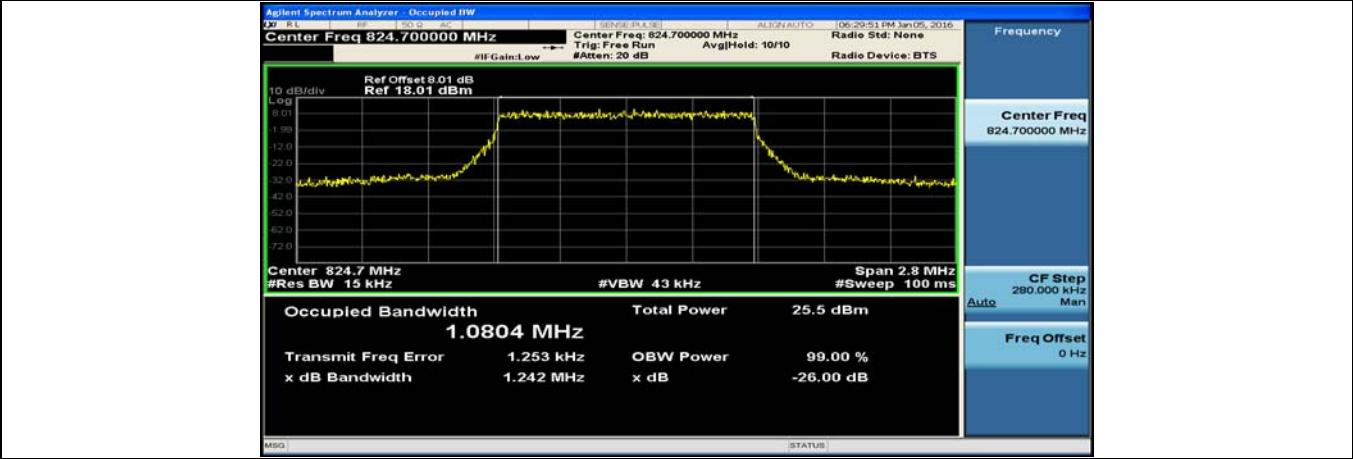 Agilent Spectrum Analyzer - Occupied BW
RL RF 50 Ω AC SENSE:PULSE ALIGN AUTO 06:29:51 PM Jan 05, 2016
Center Freq 824.700000 MHz
Center Freq: 824.700000 MHz
Radio Std: None
Trig: Free Run Avg|Hold: 10/10
#IFGain:Low
#Atten: 20 dB
Radio Device: BTS
Ref Offset 8.01 dB
10 dB/div Ref 18.01 dBm
Log
8.01
-1.99
-12.0
-22.0
-32.0
-42.0
-52.0
-62.0
-72.0
Center 824.7 MHz Span 2.8 MHz
#Res BW 15 kHz #VBW 43 kHz #Sweep 100 ms
Occupied Bandwidth Total Power 25.5 dBm
1.0804 MHz
Transmit Freq Error 1.253 kHz OBW Power 99.00 %
x dB Bandwidth 1.242 MHz x dB -26.00 dB
MSG STATUS
Frequency
Center Freq
824.700000 MHz
CF Step
280.000 kHz
Auto Man
Freq Offset
0 Hz